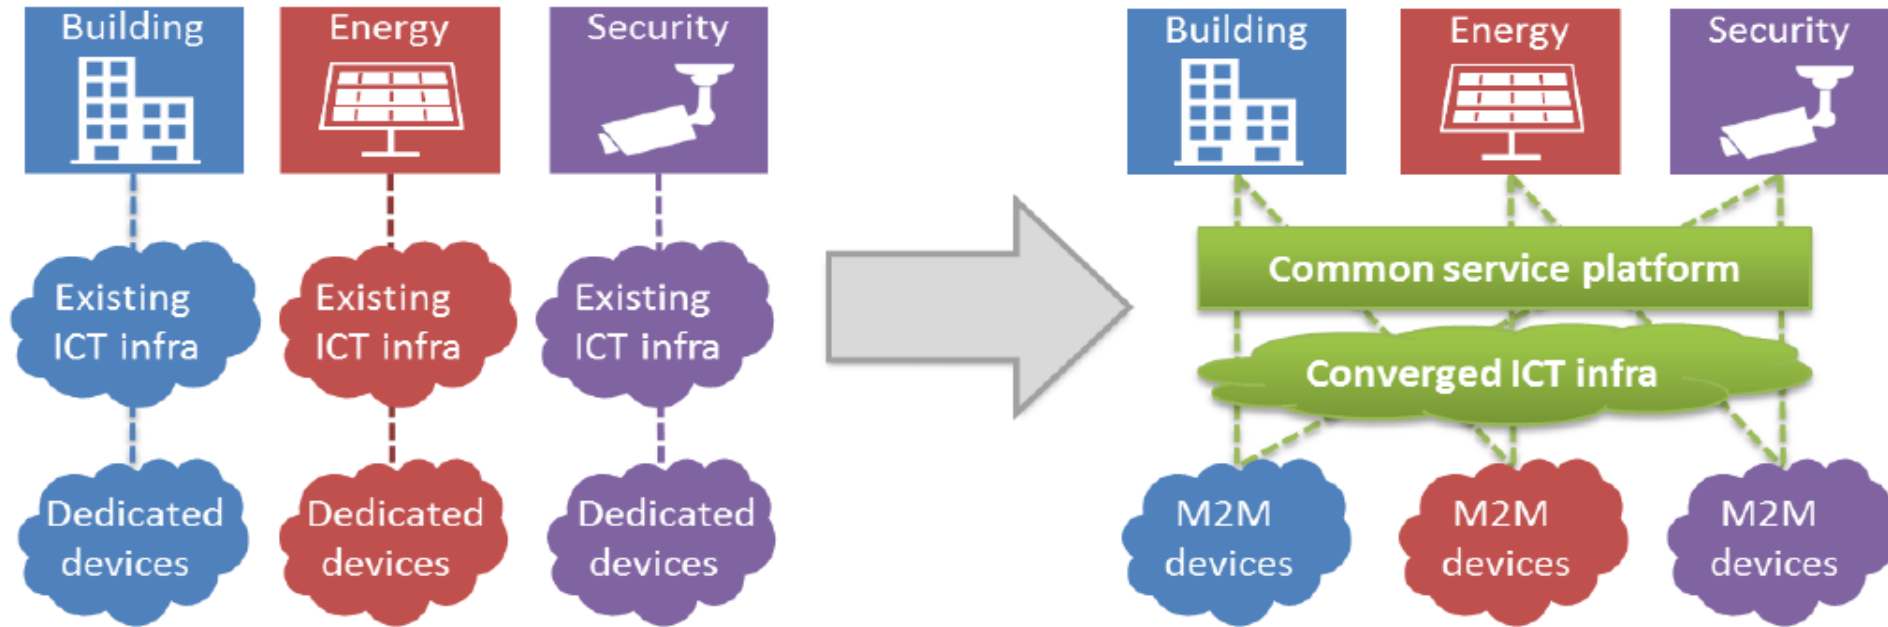 Building
Energy
Security
Existing
ICT infra
Existing
ICT infra
Existing
ICT infra
Dedicated
devices
Dedicated
devices
Dedicated
devices
Building
Energy
Security
Common service platform
Converged ICT infra
M2M
devices
M2M
devices
M2M
devices